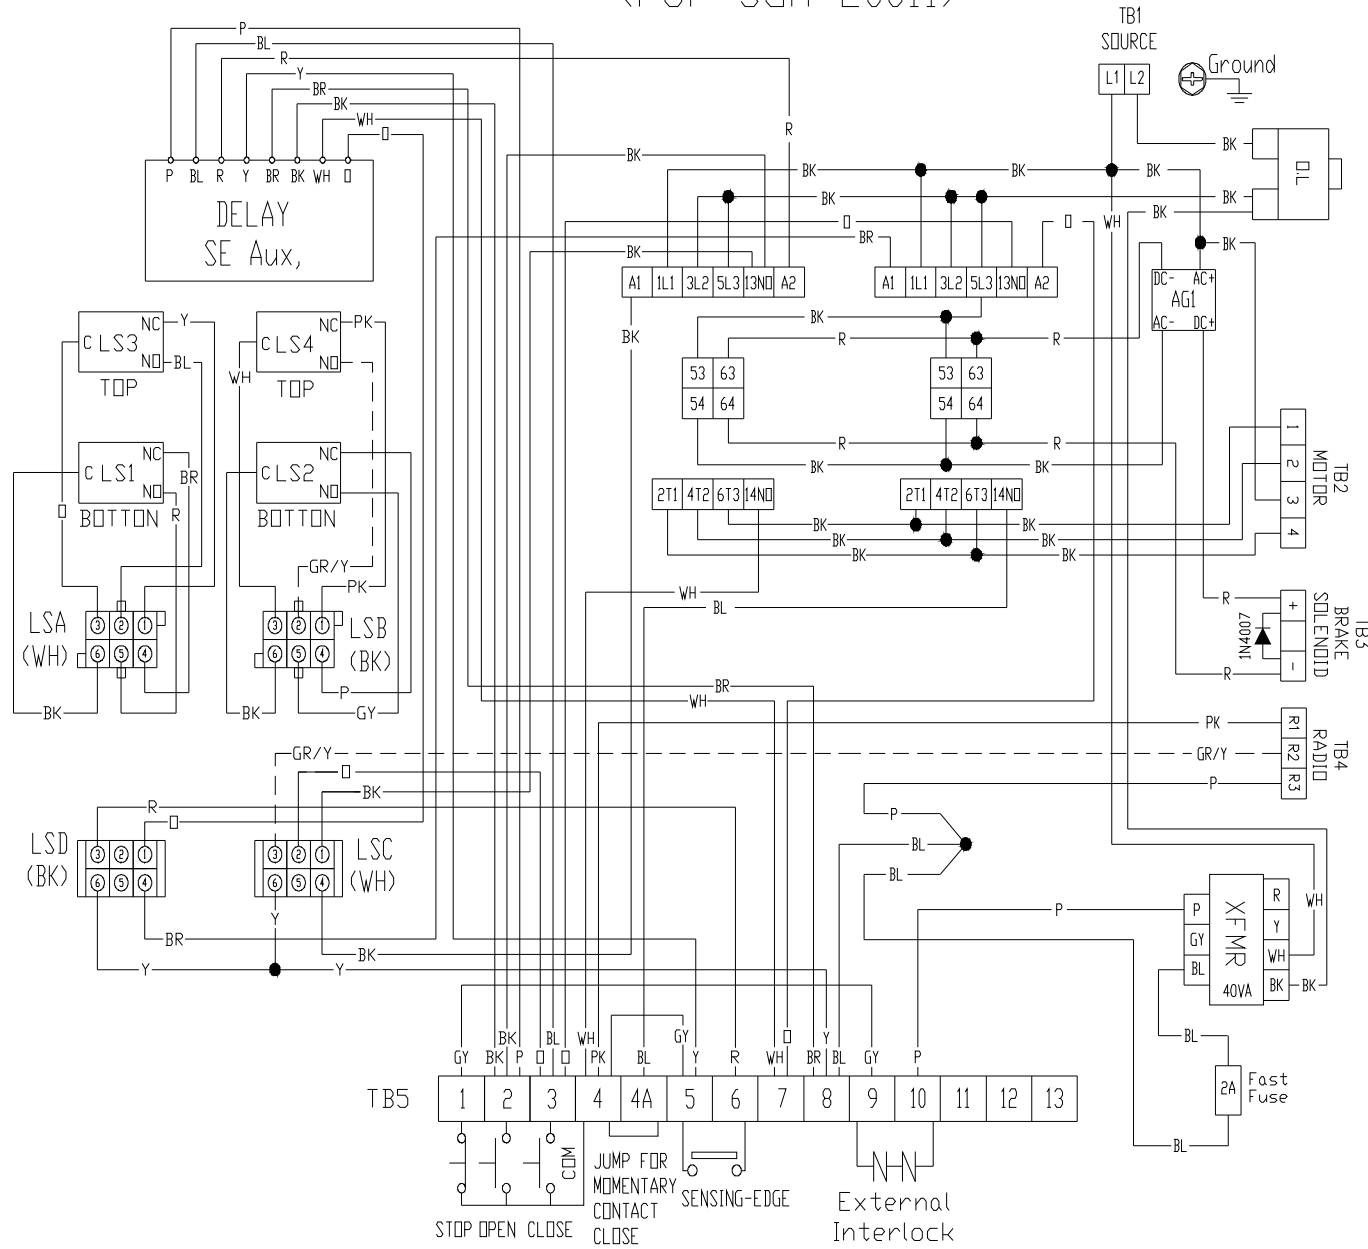 TB1
SOURCE
L1 L2
Ground
P
BL
R
Y
BR
BK
WH
O
R
P BL R Y BR BK WH O
DELAY
SE Aux,
BK
BK
BK
BK
BK
BK
BK
BK
O.L
O
O
WH
BR
BK
BK
A1 1L1 3L2 5L3 13NO A2
A1 1L1 3L2 5L3 13NO A2
DC- AC+
AG1
AC- DC+
NC
C LS3
NO
TOP
Y
BL
NC
C LS4
NO
TOP
PK
WH
BK
BK
R
R
53 63
54 64
53 63
54 64
R
R
BK
BK
NC
C LS1
NO
BOTTON
BR
R
O
NC
C LS2
NO
BOTTON
2T1 4T2 6T3 14NO
2T1 4T2 6T3 14NO
BK
BK
BK
BK
BK
BK
1
2
3
4
TB2
MOTOR
GR/Y
PK
WH
BL
LSA
(WH)
3 2 1
6 5 4
LSB
(BK)
3 2 1
6 5 4
BK
BK
P
GY
R
R
+
-
1N4007
TB3
BRAKE
SOLENOID
BR
WH
PK
GR/Y
GR/Y
P
R1
R2
R3
TB4
RADIO
O
BK
R
O
P
BL
BL
LSD
(BK)
3 2 1
6 5 4
LSC
(WH)
3 2 1
6 5 4
Y
BR
BK
Y
Y
P
P
GY
BL
XFMR
40VA
R
Y
WH
BK
WH
BK
BL
2A
Fast
Fuse
BL
GY BK BK P O BL O WH PK BL GY Y R WH O BR Y BL GY P
TB5
1 2 3 4 4A 5 6 7 8 9 10 11 12 13
COM
STOP OPEN CLOSE
JUMP FOR
MOMENTARY
CONTACT
CLOSE
SENSING-EDGE
External
Interlock